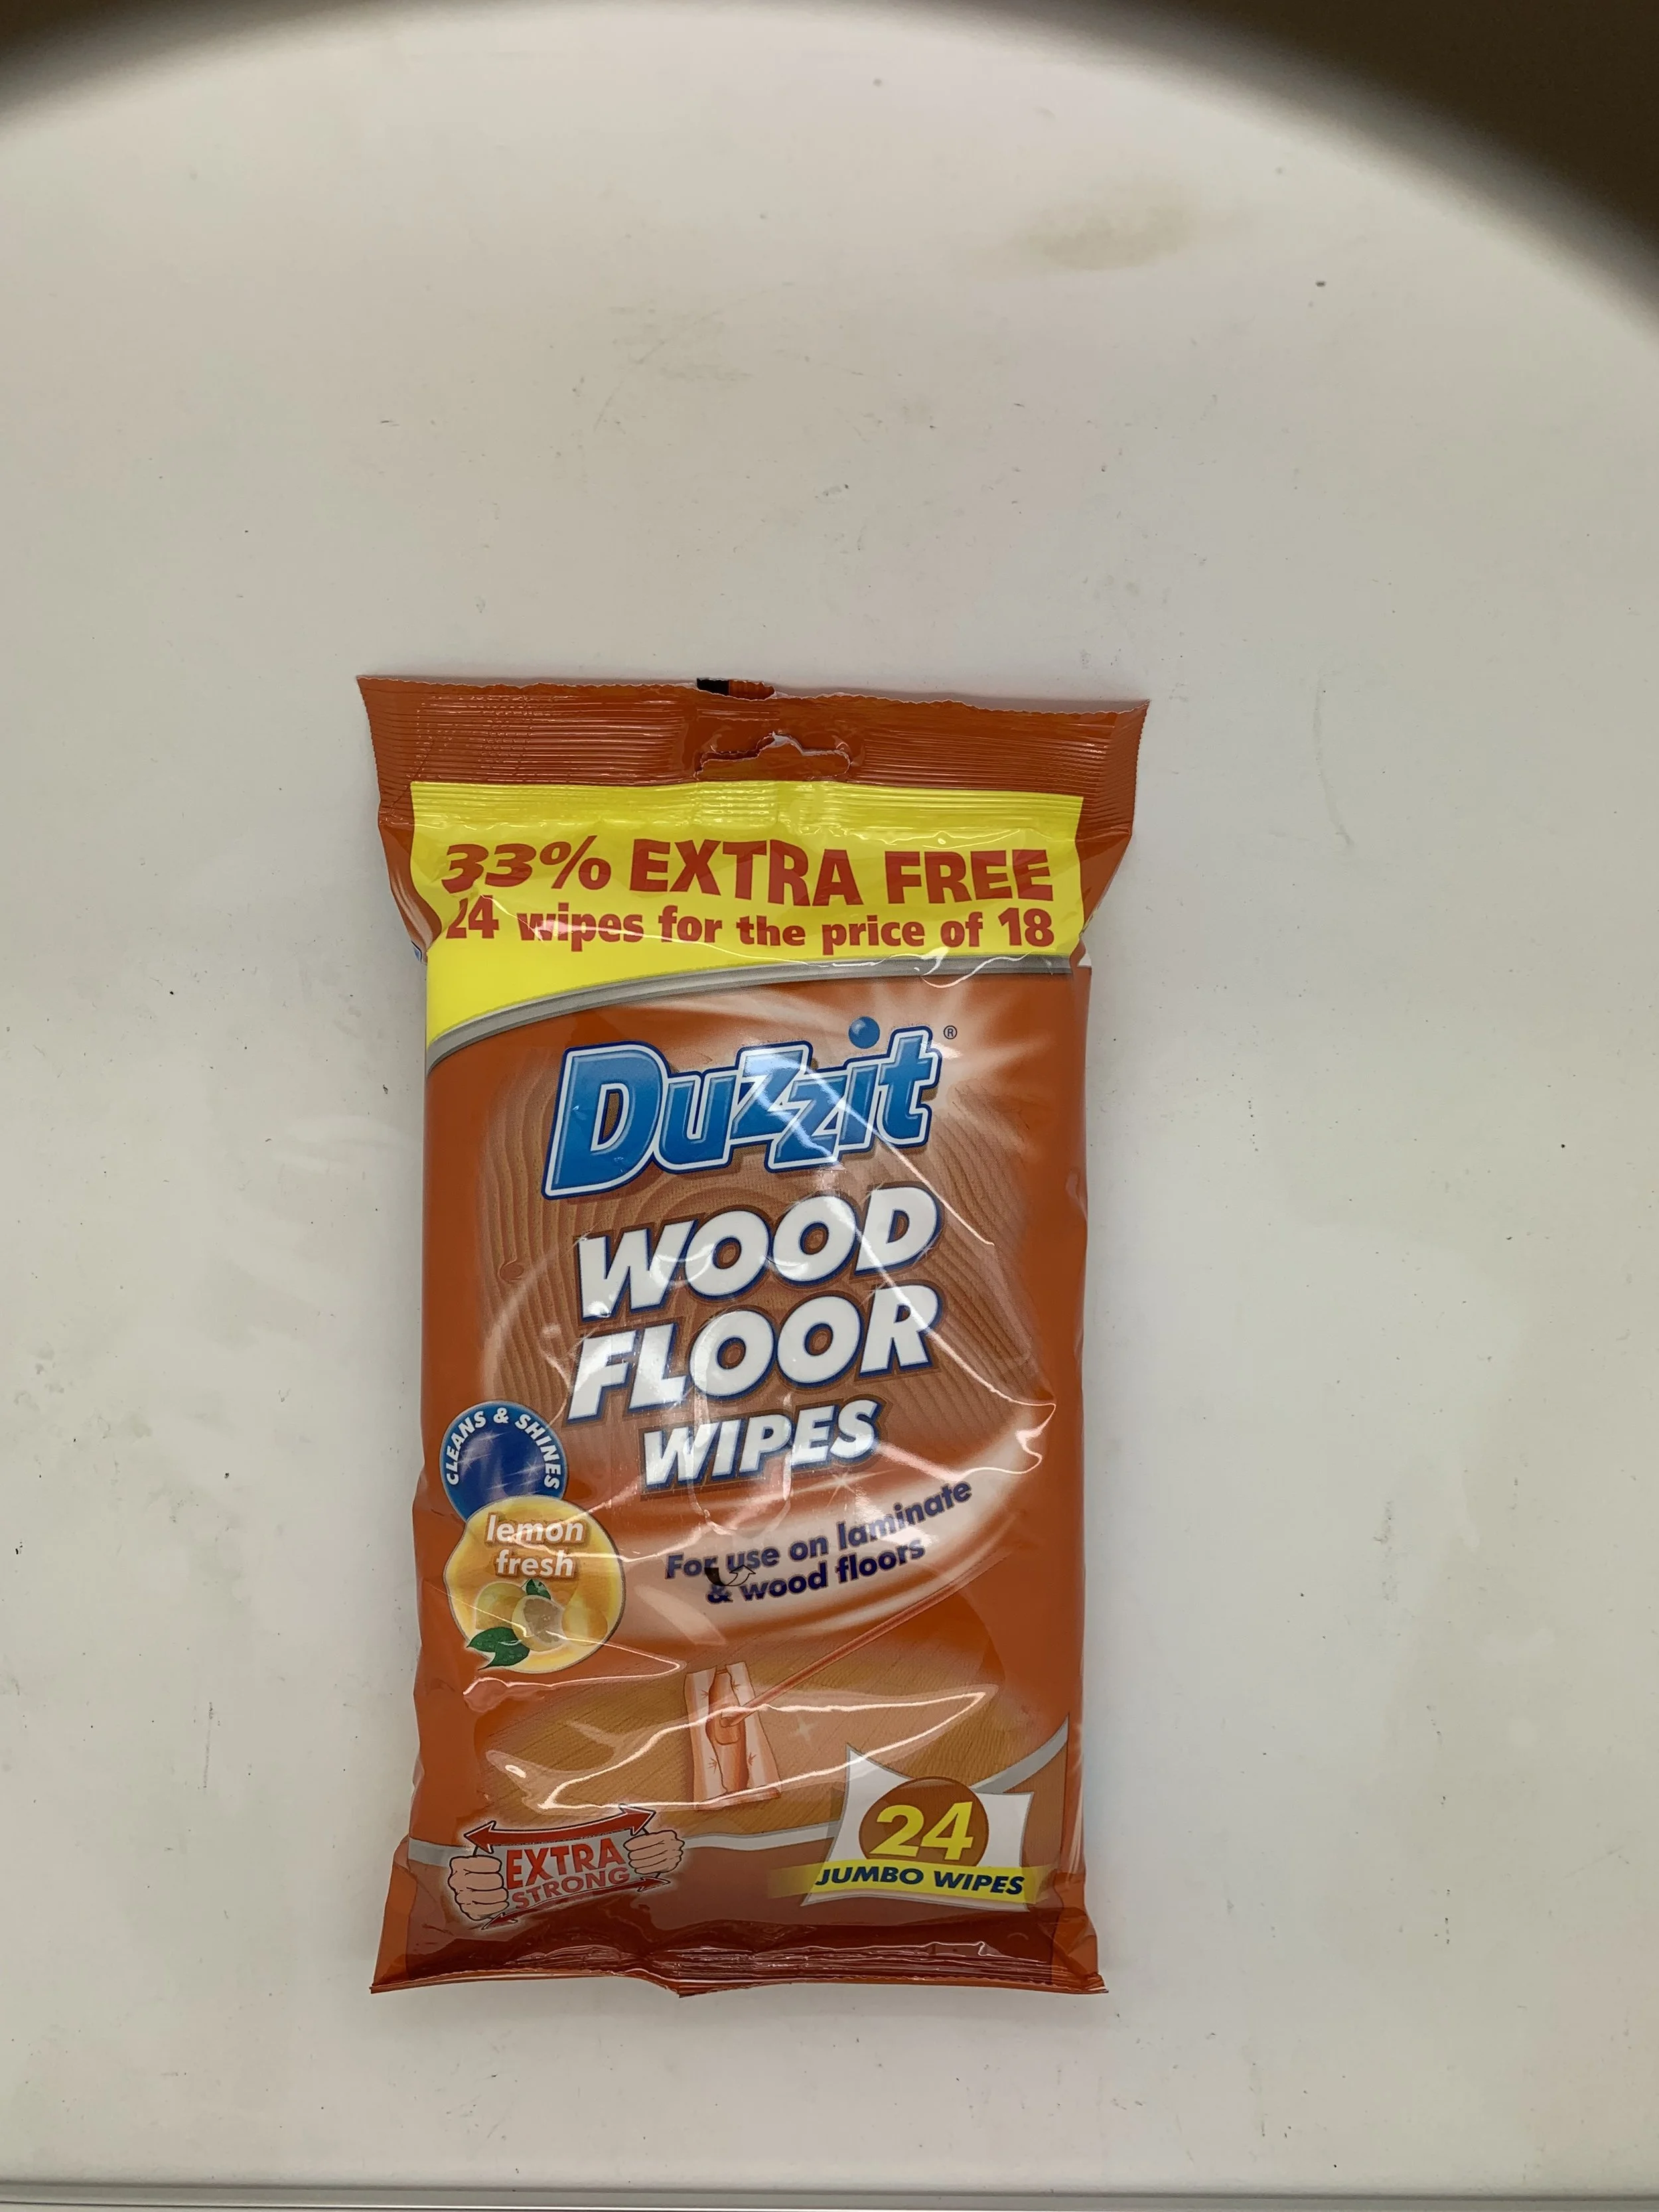 33% EXTRA FREE
24 wipes for the price of 18
Duzzit®
WOOD
FLOOR
WIPES
CLEANS & SHINES
lemon
fresh
For use on laminate
& wood floors
EXTRA
STRONG
24
JUMBO WIPES